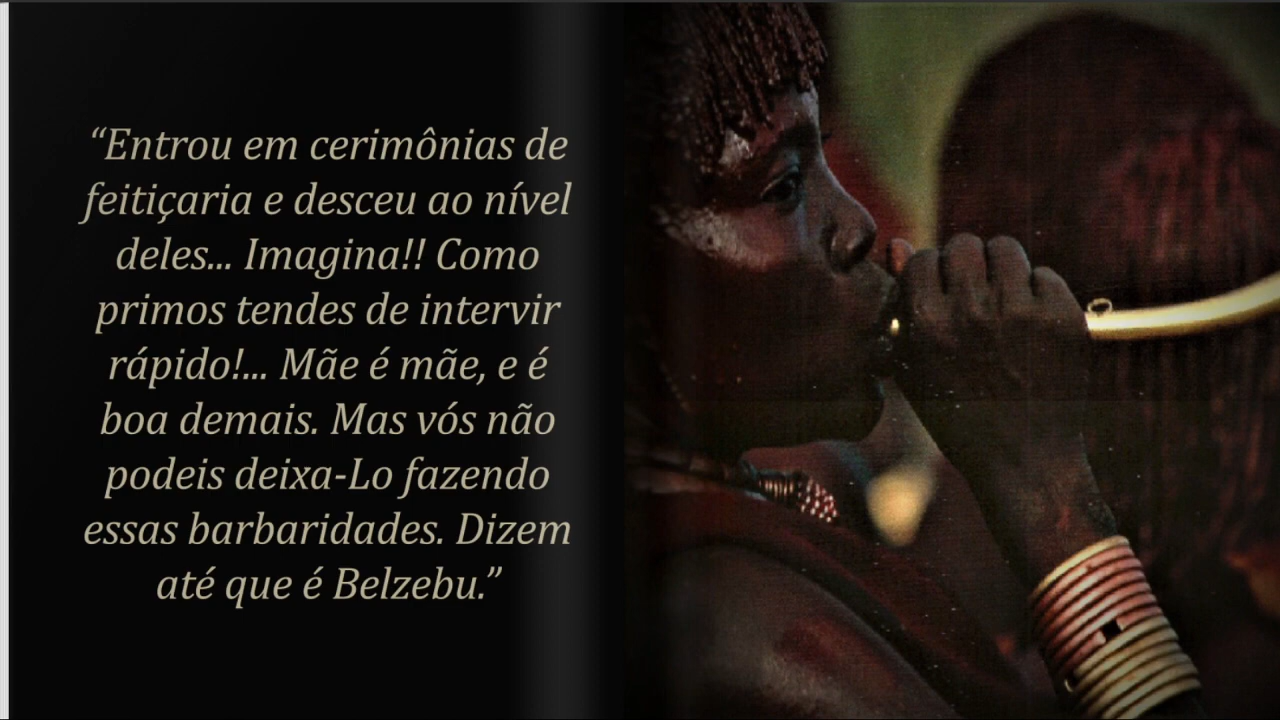 “Entrou em cerimônias de
feitiçaria e desceu ao nível
deles... Imagina!! Como
primos tendes de intervir
rápido!... Mãe é mãe, e é
boa demais. Mas vós não
podeis deixa-Lo fazendo
essas barbaridades. Dizem
até que é Belzebu.”